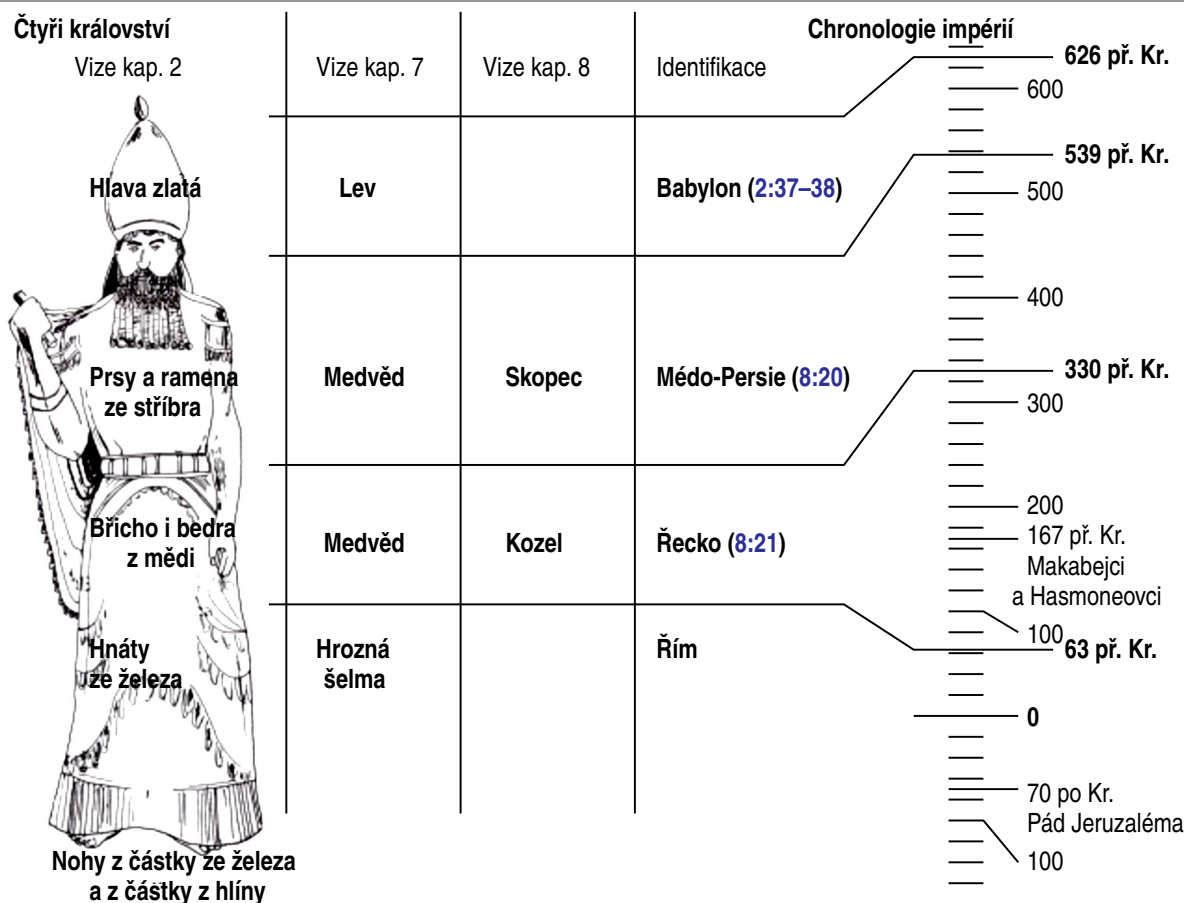 Čtyři království
Chronologie impérií
Vize kap. 2
Vize kap. 7
Vize kap. 8
Identifikace
626 př. Kr.
600
539 př. Kr.
Hlava zlatá
Lev
Babylon (2:37–38)
500
400
Prsy a ramena
ze stříbra
Medvěd
Skopec
Médo-Persie (8:20)
330 př. Kr.
300
200
Břicho i bedra
z mědi
Medvěd
Kozel
Řecko (8:21)
167 př. Kr.
Makabejci
a Hasmoneovci
100
63 př. Kr.
Hnáty
ze železa
Hrozná
šelma
Řím
0
70 po Kr.
Pád Jeruzaléma
100
Nohy z částky ze železa
a z částky z hlíny